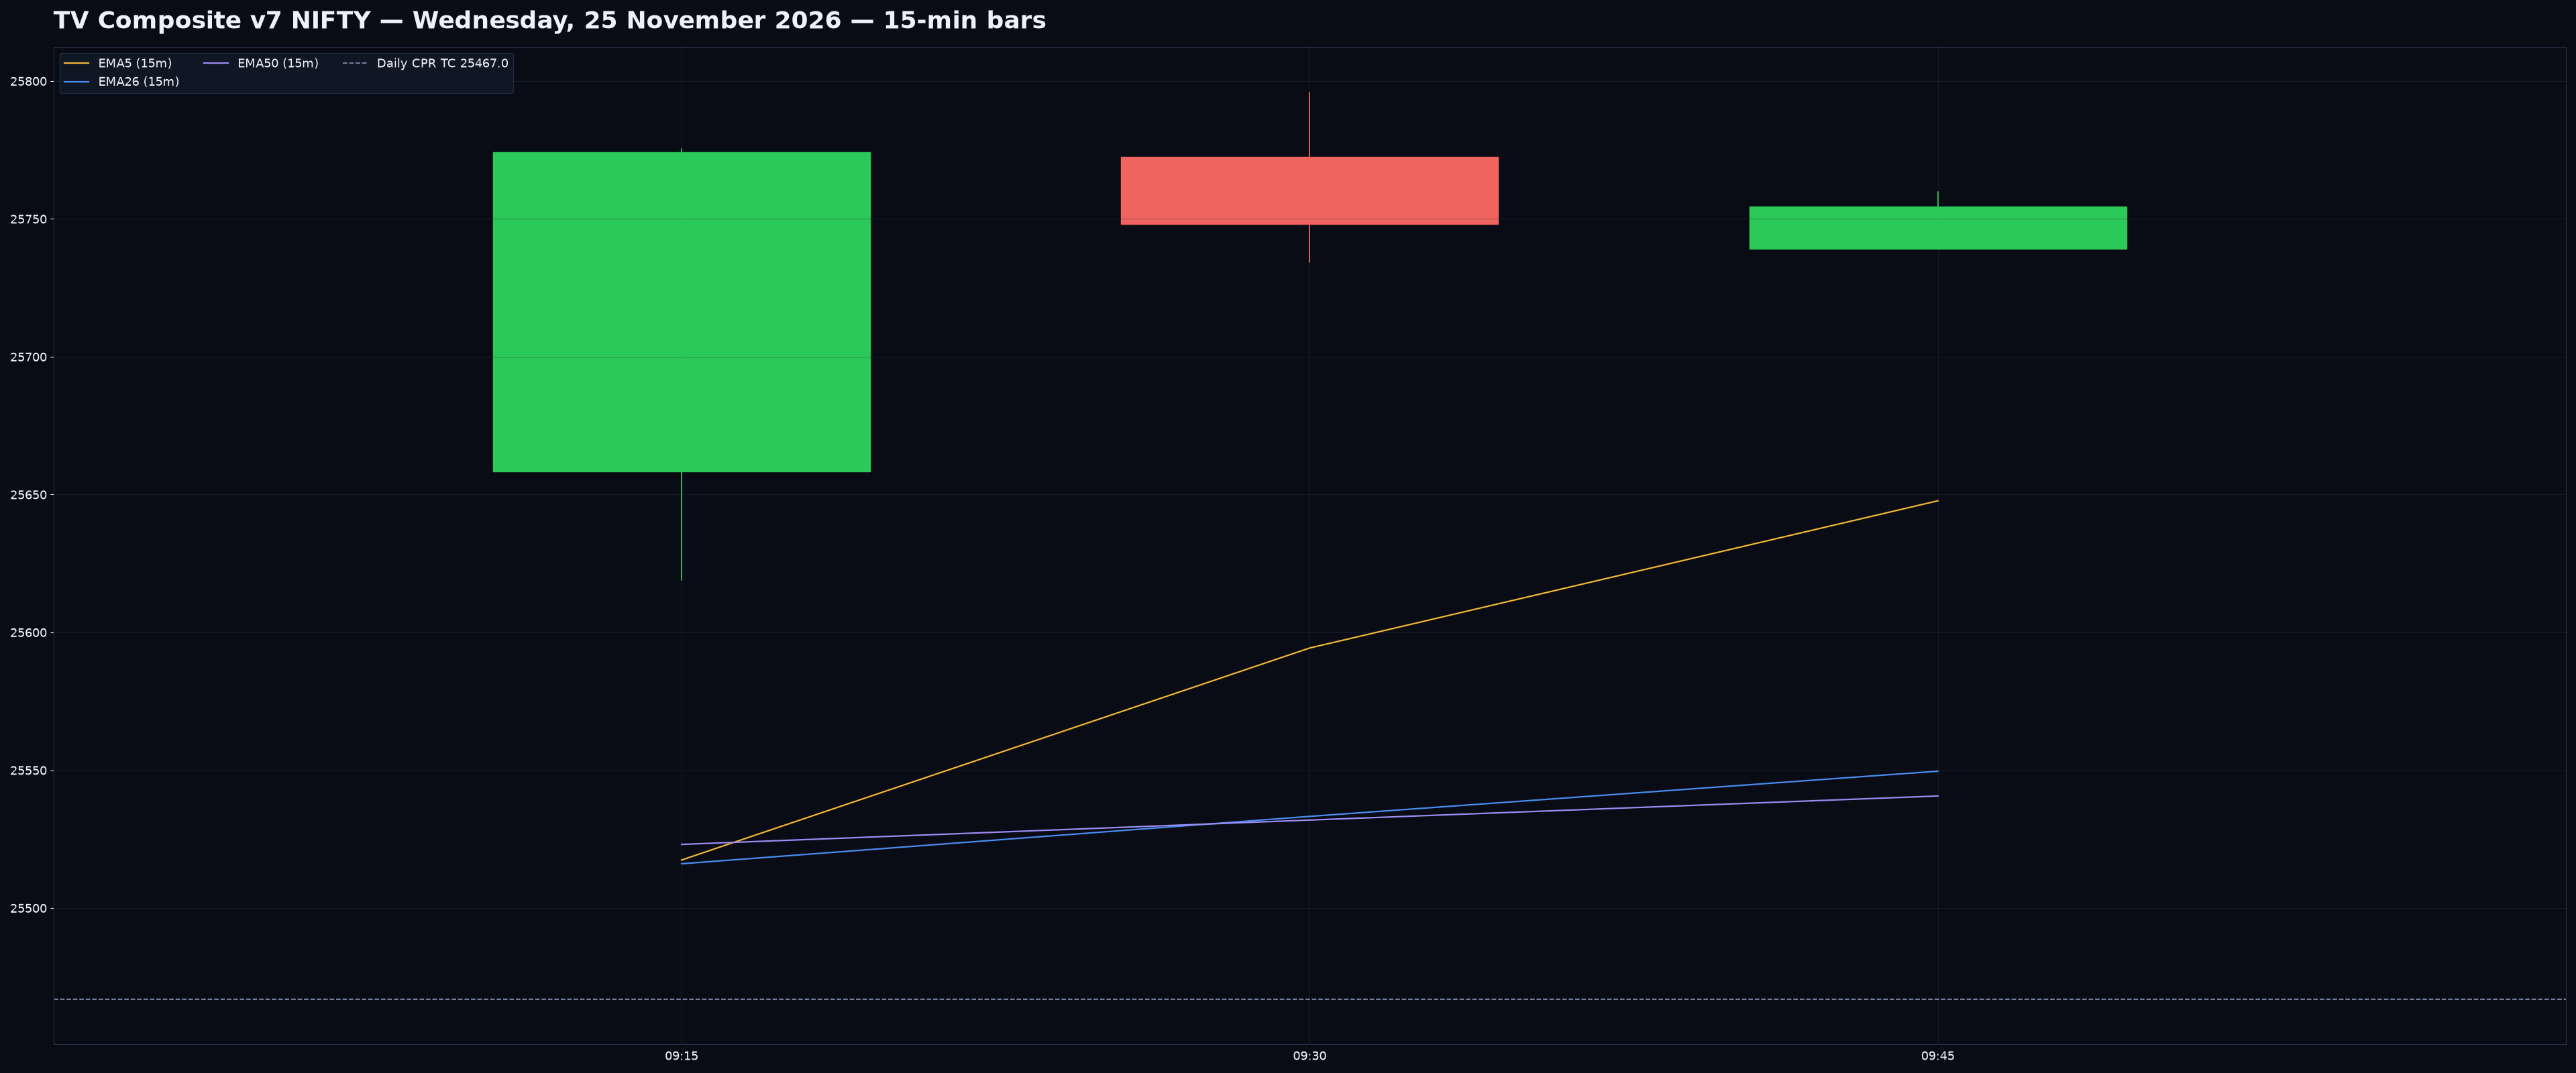 TV Composite v7 NIFTY — Wednesday, 25 November 2026 — 15-min bars
EMA5 (15m)
EMA26 (15m)
EMA50 (15m)
Daily CPR TC 25467.0
25800
25750
25700
25650
25600
25550
25500
09:15
09:30
09:45